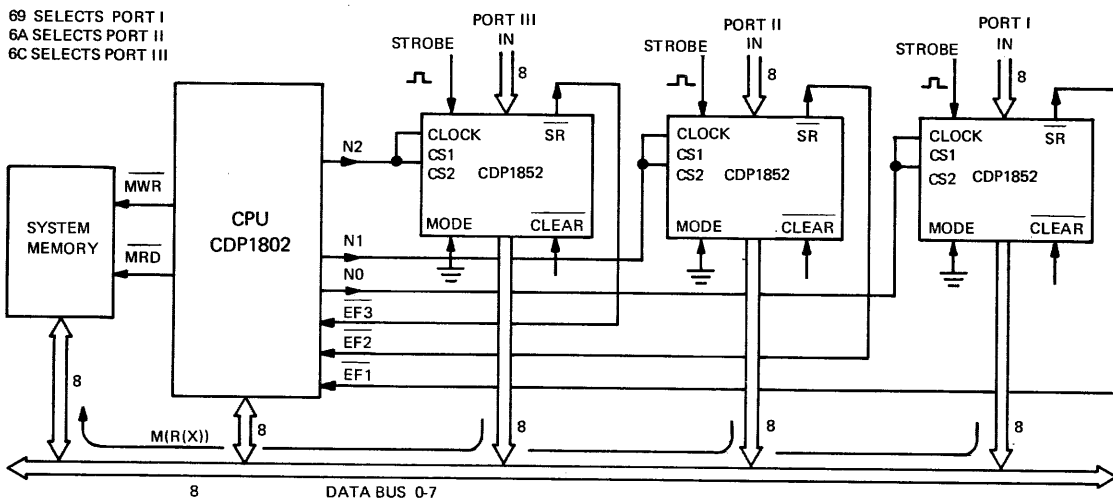 69 SELECTS PORT I
6A SELECTS PORT II
6C SELECTS PORT III
PORT III
IN
STROBE
8
PORT II
IN
STROBE
8
PORT I
IN
STROBE
8
CLOCK
SR
CS1
CS2
CDP1852
MODE
CLEAR
CLOCK
SR
CS1
CS2
CDP1852
MODE
CLEAR
CLOCK
SR
CS1
CS2
CDP1852
MODE
CLEAR
SYSTEM
MEMORY
MWR
MRD
CPU
CDP1802
N2
N1
N0
EF3
EF2
EF1
8
M(R(X))
8
8
8
8
8
DATA BUS 0-7